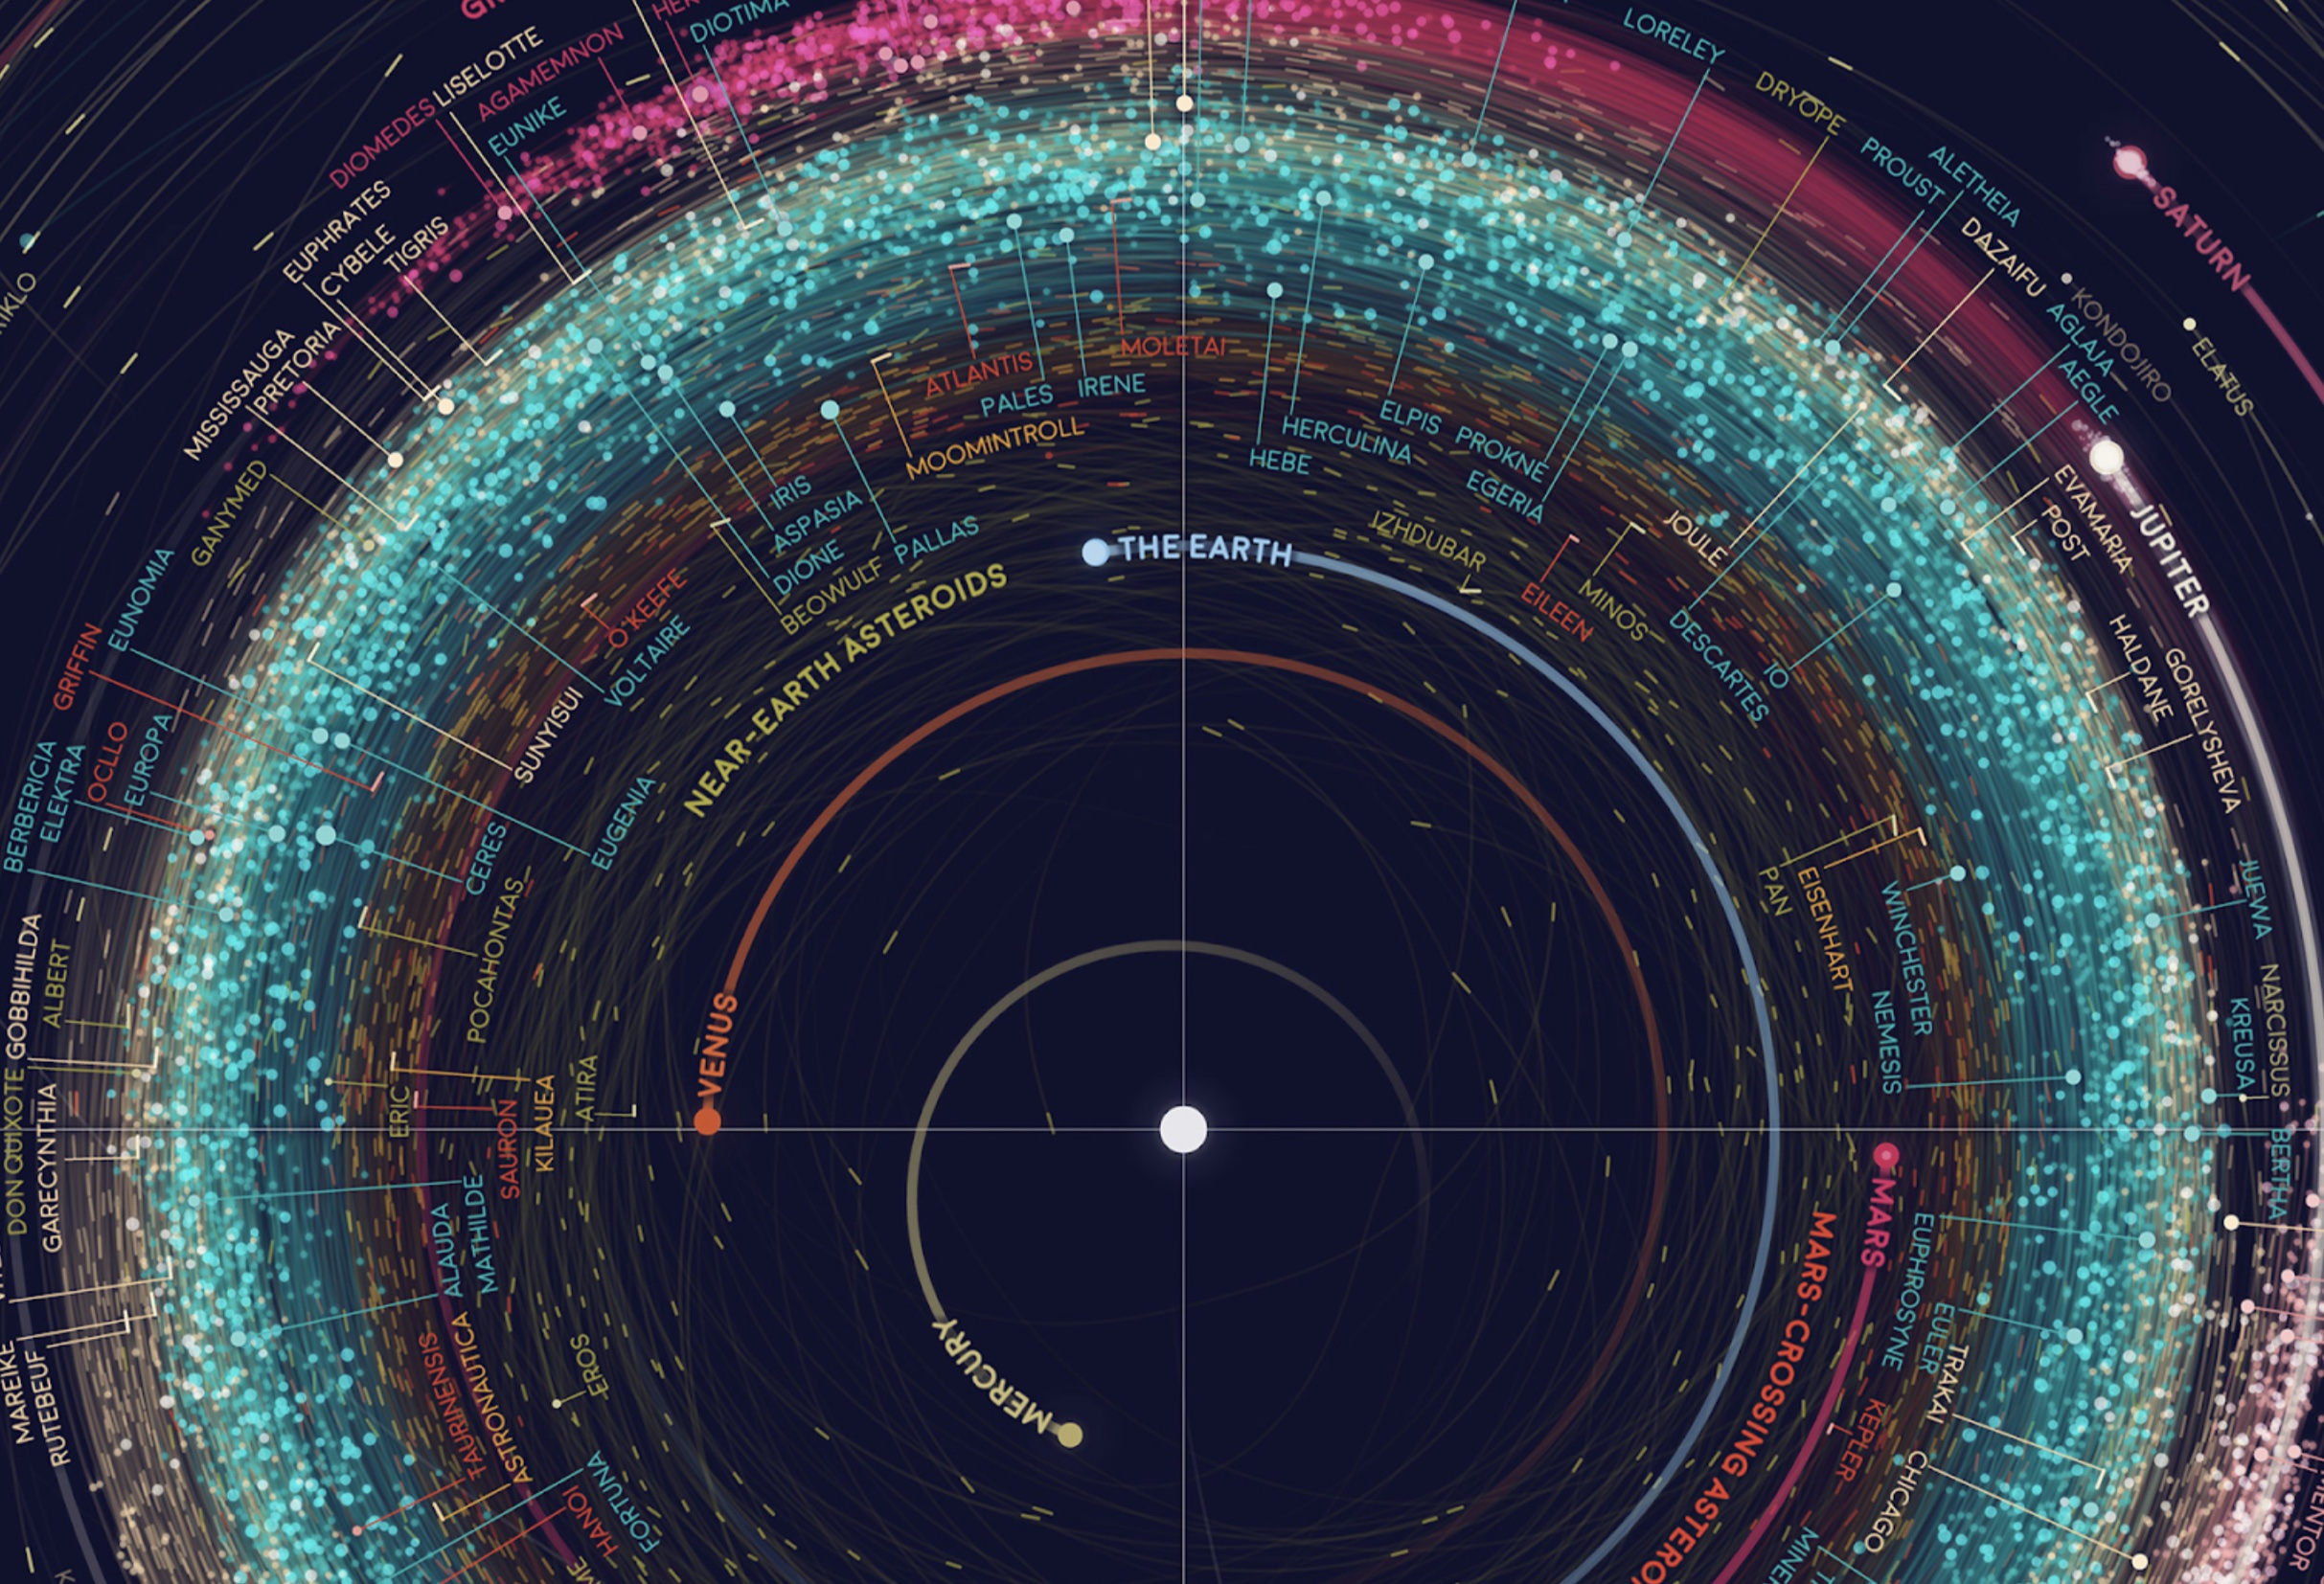 DIOTIMA
LORELEY
LISELOTTE
AGAMEMNON
DIOMEDES
EUNIKE
DRYOPE
PROUST
ALETHEIA
DAZAIFU
SATURN
KONDOJIRO
ELATUS
AGLAJA
AEGLE
EUPHRATES
CYBELE
TIGRIS
MISSISSAUGA
PRETORIA
GANYMED
ATLANTIS
MOLETAI
PALES
IRENE
MOOMINTROLL
ELPIS
PROKNE
HERCULINA
HEBE
EGERIA
IRIS
ASPASIA
DIONE
PALLAS
BEOWULF
THE EARTH
IZHDUBAR
JOULE
EILEEN
MINOS
DESCARTES
IO
EVAMARIA
POST
JUPITER
EUNOMIA
GRIFFIN
O'KEEFE
VOLTAIRE
NEAR-EARTH ASTEROIDS
SUNYISUI
HALDANE
GORELYSHEVA
OCLLO
EUROPA
BERBERICIA
ELEKTRA
EUGENIA
CERES
POCAHONTAS
PAN
EISENHART
WINCHESTER
NEMESIS
JUEWA
NARCISSUS
KREUSA
BERTHA
GOBBIHILDA
ALBERT
VENUS
ATIRA
ERIC
SAURON
KILAUEA
DON QUIXOTE
GARECYNTHIA
MATHILDE
ALAUDA
MARS
MARS-CROSSING
EUPHROSYNE
EULER
TRAKAI
KEPLER
CHICAGO
MAREIKE
RUTEBEUF
TAURINENSIS
ASTRONAUTICA
EROS
MERCURY
FORTUNA
HANOI